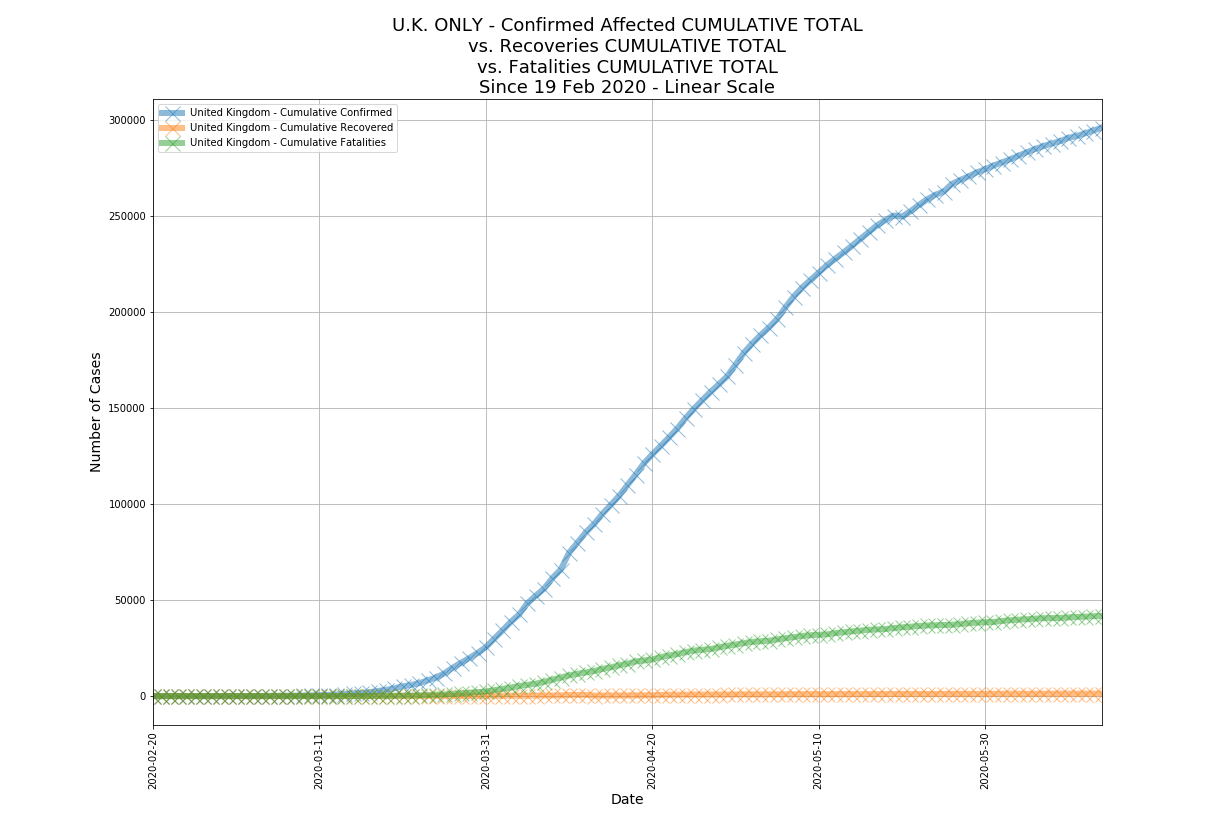 U.K. ONLY - Confirmed Affected CUMULATIVE TOTAL
vs. Recoveries CUMULATIVE TOTAL
vs. Fatalities CUMULATIVE TOTAL
Since 19 Feb 2020 - Linear Scale
United Kingdom - Cumulative Confirmed
United Kingdom - Cumulative Recovered
United Kingdom - Cumulative Fatalities
Number of Cases
300000
250000
200000
150000
100000
50000
0
2020-02-20
2020-03-11
2020-03-31
2020-04-20
2020-05-10
2020-05-30
Date